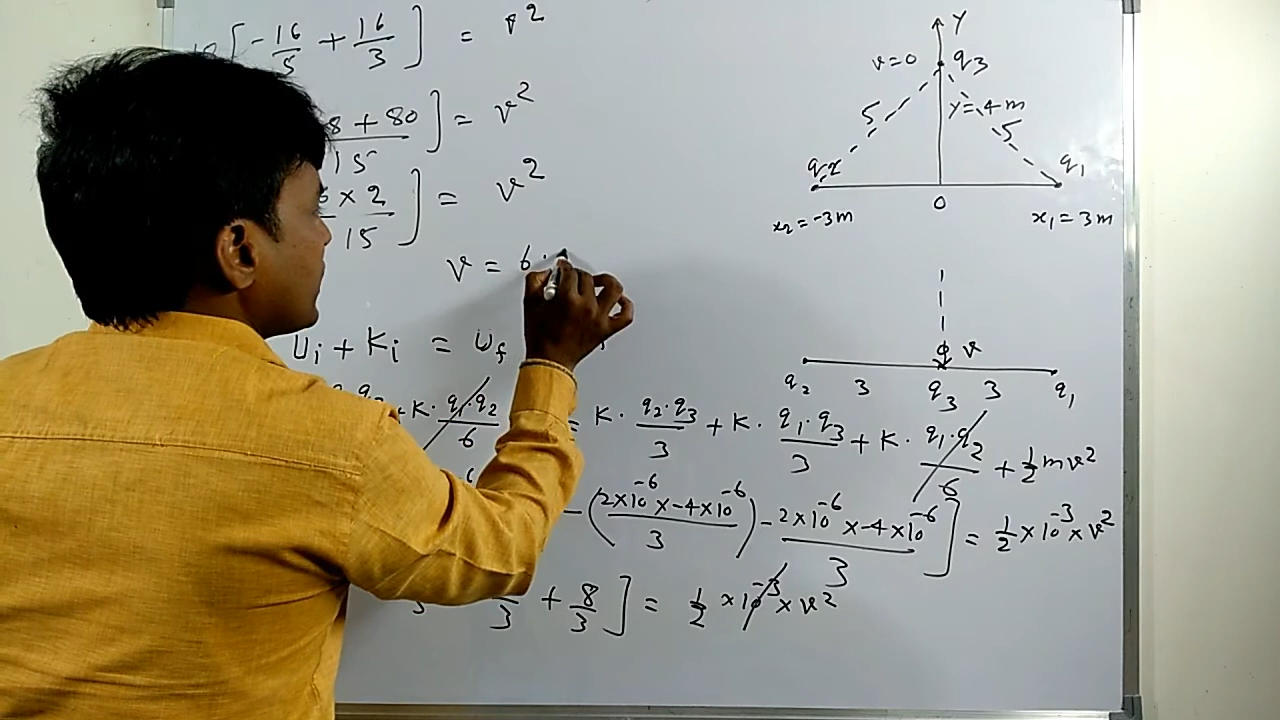 [ -16/5 + 16/3 ] = v²
8 + 80 / 15 ] = v²
× 2 / 15 ] = v²
v = 6.
Y
v=0
q3
5
Y=4m
5
q2
q1
0
x2 = -3m
x1 = 3m
v
q2 3 q3 3 q1
Ui + Ki = Uf
+ K · q1·q2/6 = K · q2·q3/3 + K · q1·q3/3 + K · q1·q2/6 + 1/2 mv²
- (2×10⁻⁶ × -4×10⁻⁶ / 3) - 2×10⁻⁶ × -4×10⁻⁶ / 3 ] = 1/2 × 10⁻³ × v²
3 + 8/3 ] = 1/2 × 10⁻³ × v²